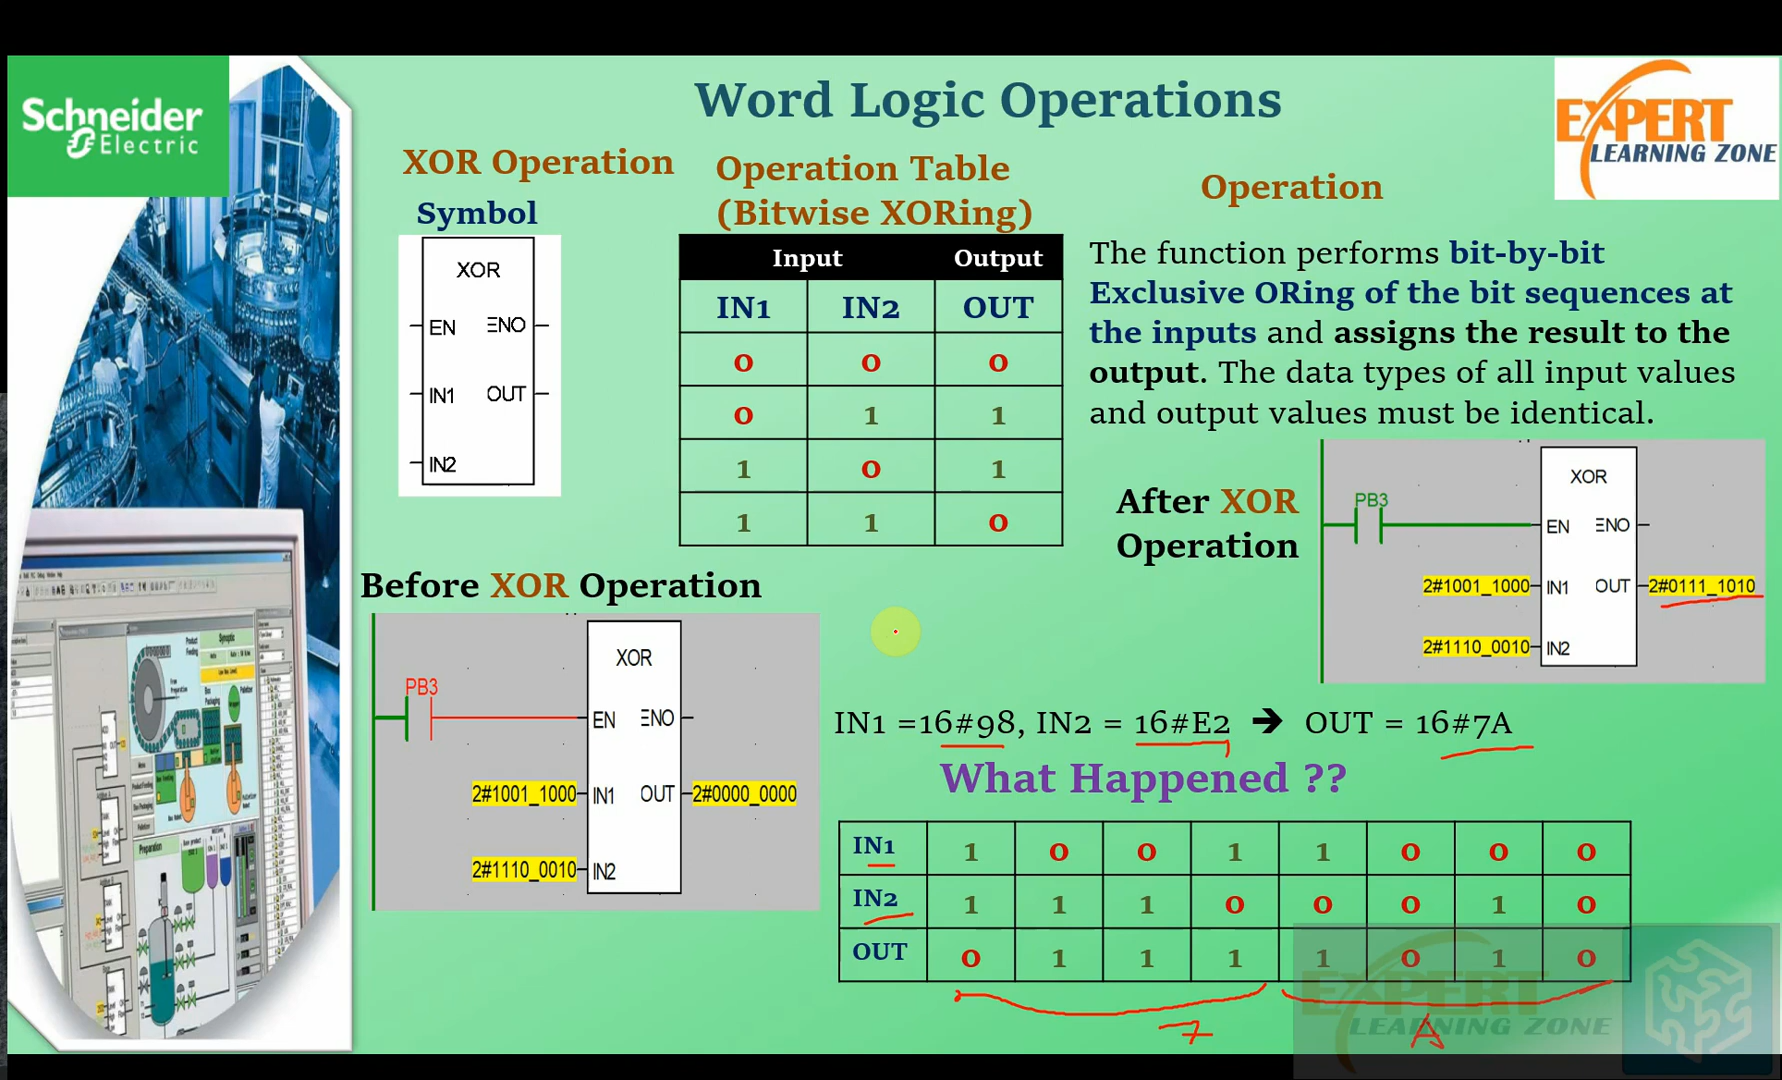 Schneider
Electric
Word Logic Operations
EXPERT
LEARNING ZONE
XOR Operation
Symbol
XOR
EN ENO
IN1 OUT
IN2
Operation Table
(Bitwise XORing)
Input Output
IN1 IN2 OUT
0 0 0
0 1 1
1 0 1
1 1 0
Operation
The function performs bit-by-bit
Exclusive ORing of the bit sequences at
the inputs and assigns the result to the
output. The data types of all input values
and output values must be identical.
After XOR
Operation
PB3
XOR
EN ENO
2#1001_1000 IN1 OUT 2#0111_1010
2#1110_0010 IN2
Before XOR Operation
PB3
XOR
EN ENO
2#1001_1000 IN1 OUT 2#0000_0000
2#1110_0010 IN2
IN1 =16#98, IN2 = 16#E2 ➔ OUT = 16#7A
What Happened ??
IN1 1 0 0 1 1 0 0 0
IN2 1 1 1 0 0 0 1 0
OUT 0 1 1 1 1 0 1 0
7 A
EXPERT
LEARNING ZONE
Preparation